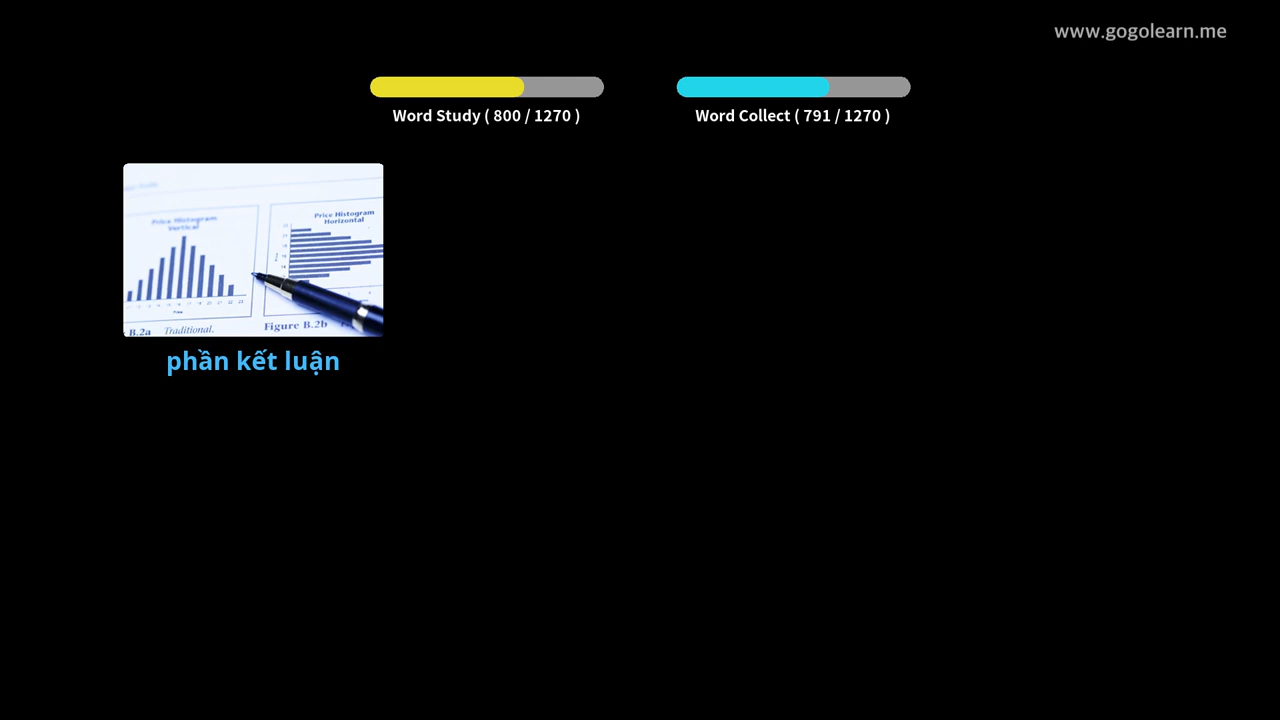 www.gogolearn.me
Word Study ( 800 / 1270 )
Word Collect ( 791 / 1270 )
Price Histogram
Vertical
Price Histogram
Horizontal
Price
B.2a Traditional.
Figure B.2b
phần kết luận